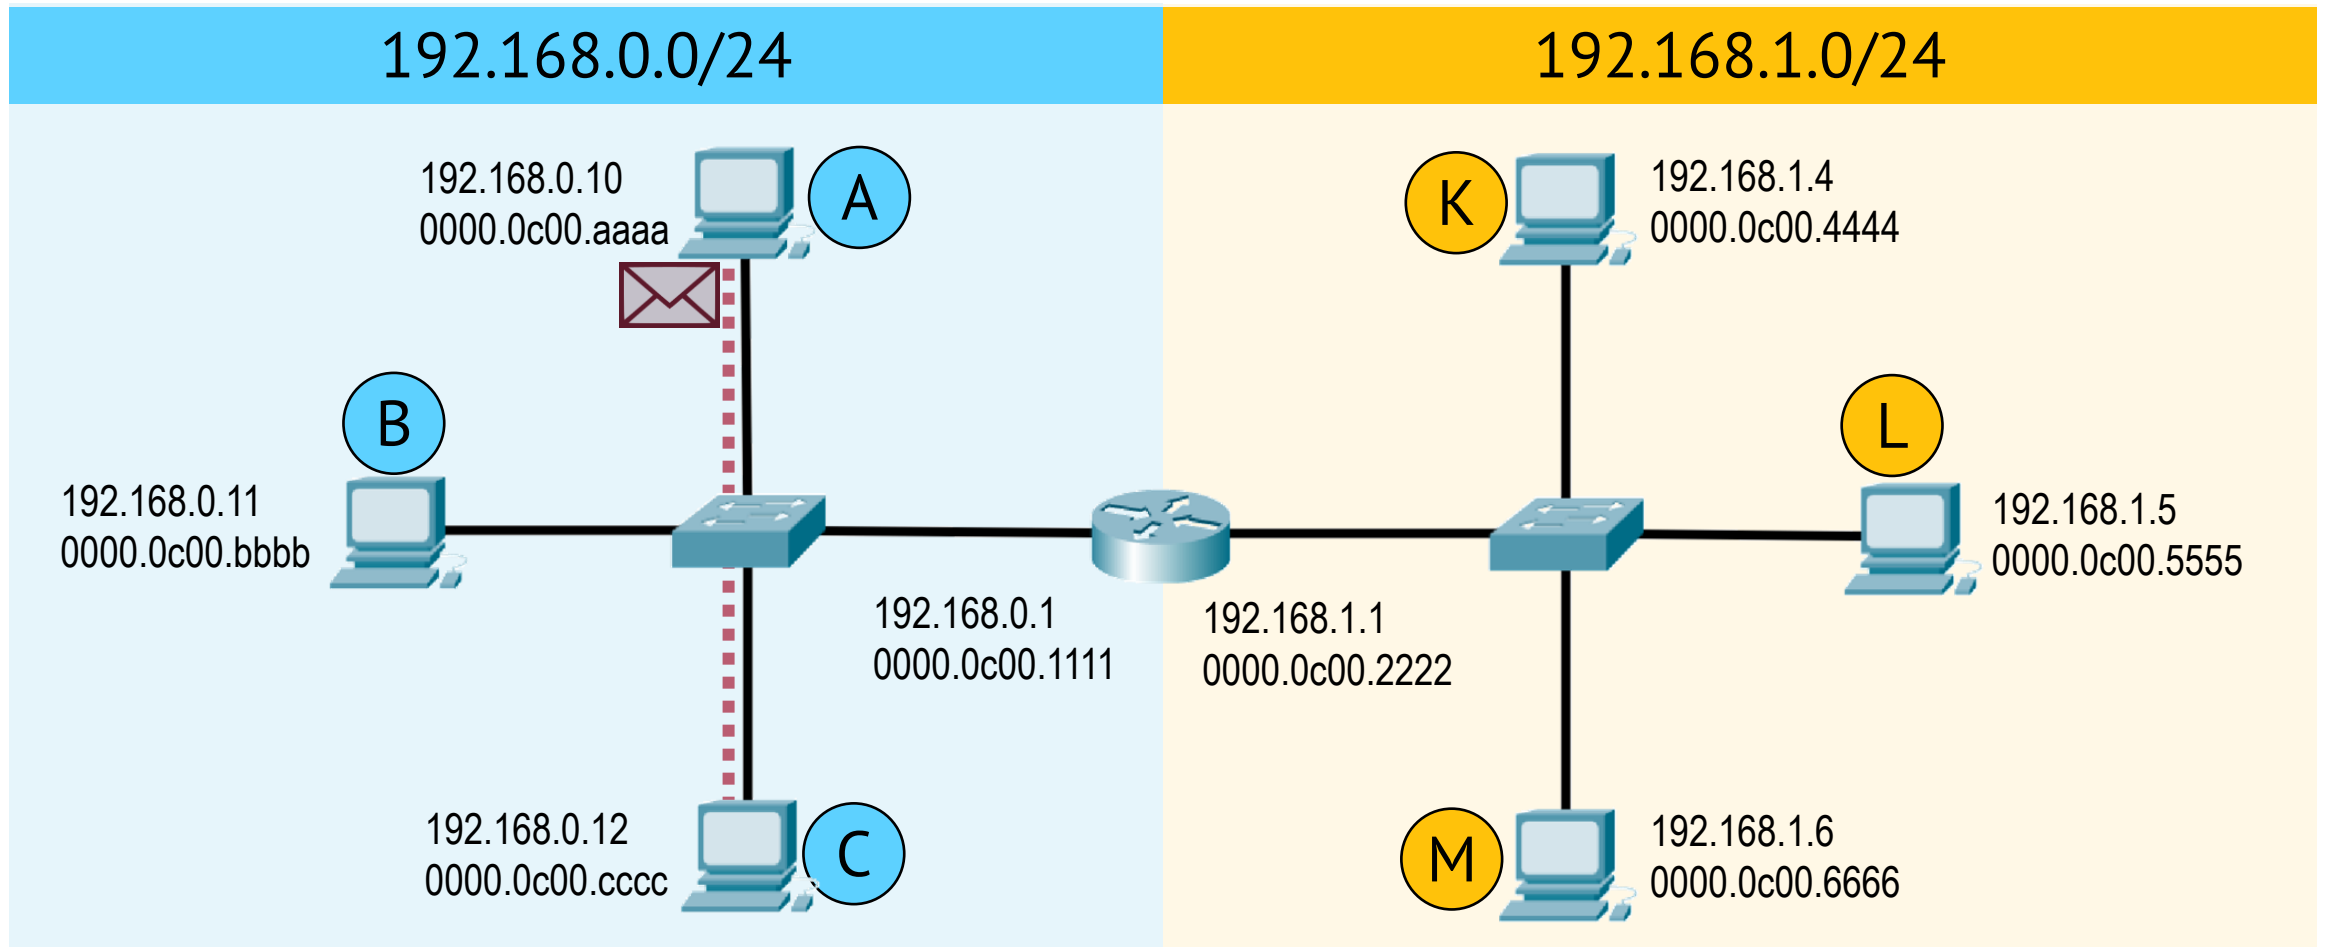 192.168.0.0/24
192.168.1.0/24
192.168.0.10
0000.0c00.aaaa
A
K
192.168.1.4
0000.0c00.4444
B
192.168.0.11
0000.0c00.bbbb
L
192.168.1.5
0000.0c00.5555
192.168.0.1
0000.0c00.1111
192.168.1.1
0000.0c00.2222
192.168.0.12
0000.0c00.cccc
C
M
192.168.1.6
0000.0c00.6666